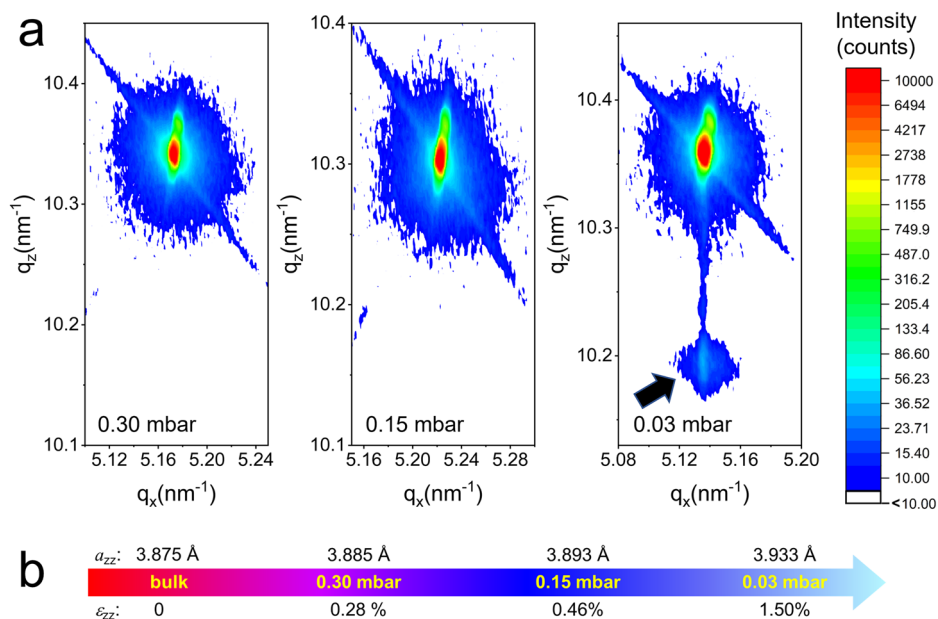 a
Intensity
(counts)
10.4
10.3
10.2
10.1
5.12 5.16 5.20 5.24
qx(nm-1)
qz(nm-1)
0.30 mbar
10.4
10.3
10.2
10.1
5.16 5.20 5.24 5.28
qx(nm-1)
qz(nm-1)
0.15 mbar
10.4
10.3
10.2
5.08 5.12 5.16 5.20
qx(nm-1)
qz(nm-1)
0.03 mbar
10000
6494
4217
2738
1778
1155
749.9
487.0
316.2
205.4
133.4
86.60
56.23
36.52
23.71
15.40
10.00
<10.00
b
azz: 3.875 Å 3.885 Å 3.893 Å 3.933 Å
bulk 0.30 mbar 0.15 mbar 0.03 mbar
εzz: 0 0.28 % 0.46% 1.50%